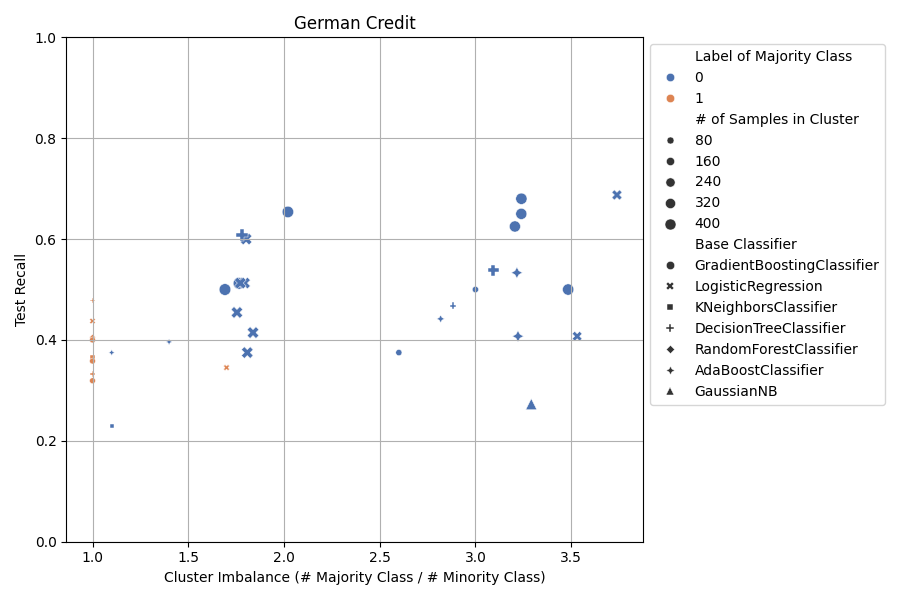 German Credit
1.0
0.8
0.6
0.4
0.2
0.0
Test Recall
1.0 1.5 2.0 2.5 3.0 3.5
Cluster Imbalance (# Majority Class / # Minority Class)
Label of Majority Class
0
1
# of Samples in Cluster
80
160
240
320
400
Base Classifier
GradientBoostingClassifier
LogisticRegression
KNeighborsClassifier
DecisionTreeClassifier
RandomForestClassifier
AdaBoostClassifier
GaussianNB